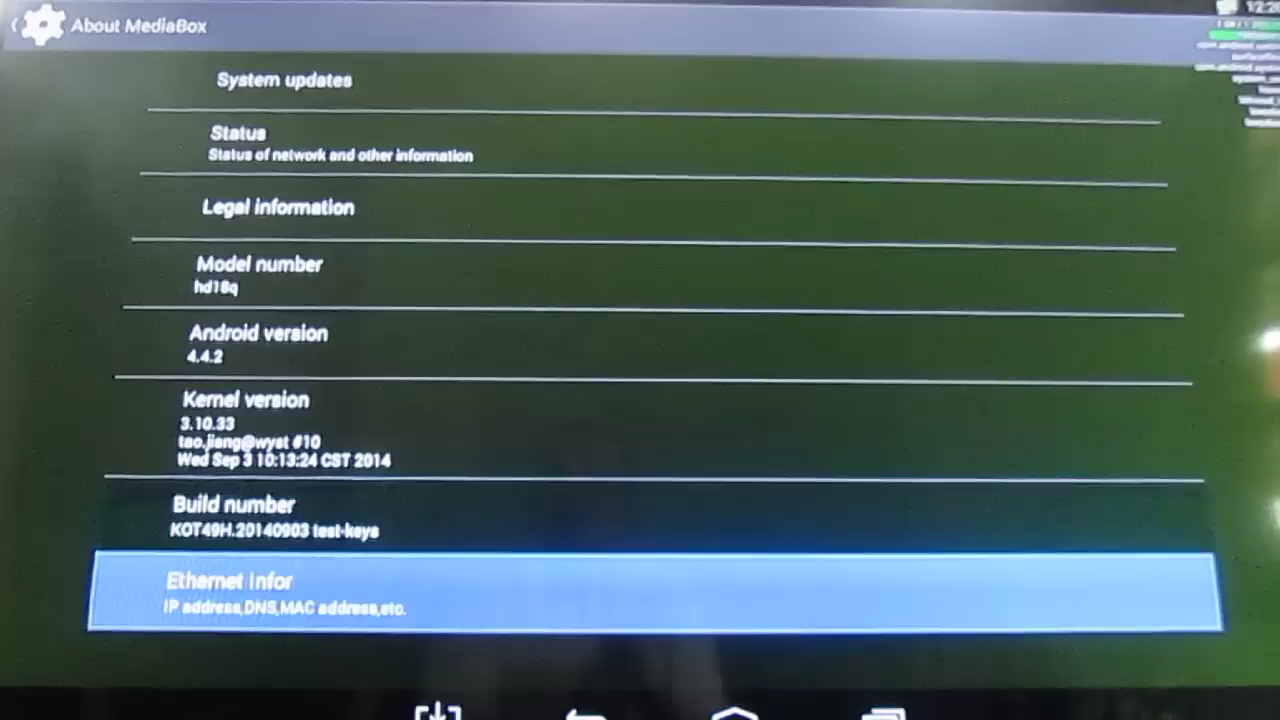 About MediaBox
System updates
Status
Status of network and other information
Legal information
Model number
hd18q
Android version
4.4.2
Kernel version
3.10.33
tao.jiang@wyst #10
Wed Sep 3 10:13:24 CST 2014
Build number
KOT49H.20140903 test-keys
Ethernet Infor
IP address,DNS,MAC address,etc.